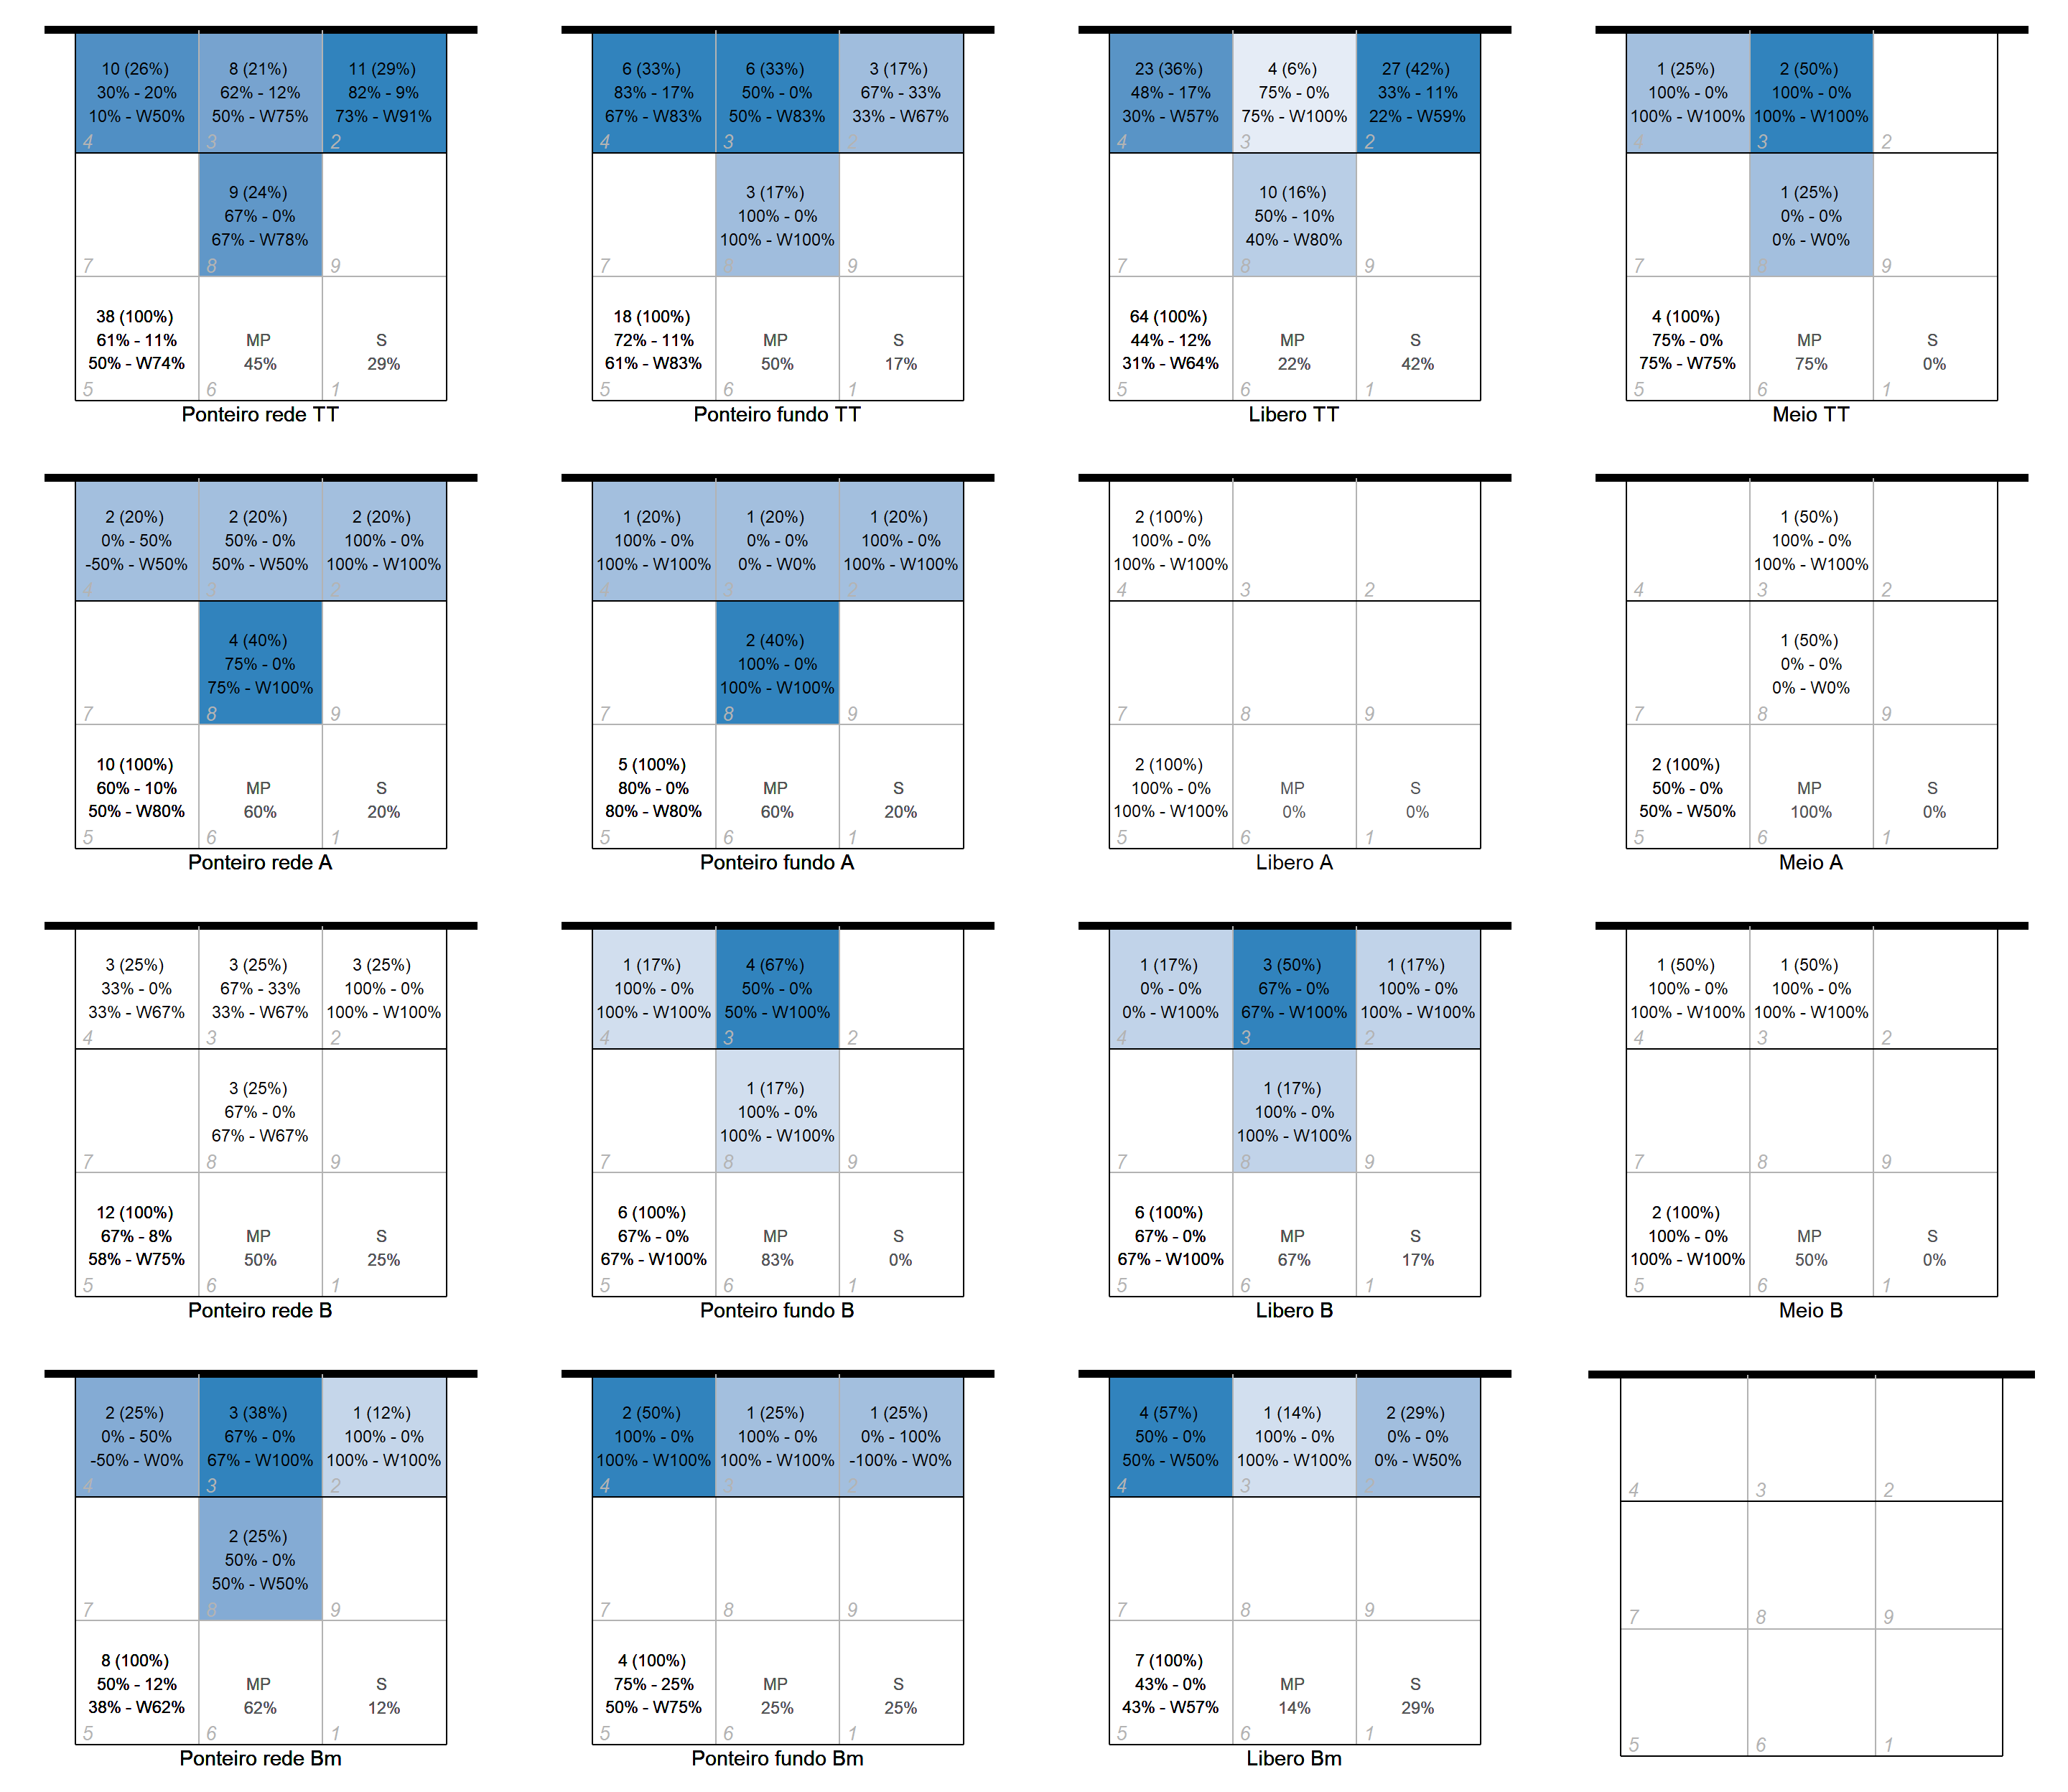 10 (26%)
30% - 20%
10% - W50%
4
8 (21%)
62% - 12%
50% - W75%
3
11 (29%)
82% - 9%
73% - W91%
2
7
9 (24%)
67% - 0%
67% - W78%
8
9
38 (100%)
61% - 11%
50% - W74%
5
MP
45%
6
S
29%
1
Ponteiro rede TT
6 (33%)
83% - 17%
67% - W83%
4
6 (33%)
50% - 0%
50% - W83%
3
3 (17%)
67% - 33%
33% - W67%
2
7
3 (17%)
100% - 0%
100% - W100%
8
9
18 (100%)
72% - 11%
61% - W83%
5
MP
50%
6
S
17%
1
Ponteiro fundo TT
23 (36%)
48% - 17%
30% - W57%
4
4 (6%)
75% - 0%
75% - W100%
3
27 (42%)
33% - 11%
22% - W59%
2
7
10 (16%)
50% - 10%
40% - W80%
8
9
64 (100%)
44% - 12%
31% - W64%
5
MP
22%
6
S
42%
1
Libero TT
1 (25%)
100% - 0%
100% - W100%
4
2 (50%)
100% - 0%
100% - W100%
3
2
7
1 (25%)
0% - 0%
0% - W0%
8
9
4 (100%)
75% - 0%
75% - W75%
5
MP
75%
6
S
0%
1
Meio TT
2 (20%)
0% - 50%
-50% - W50%
4
2 (20%)
50% - 0%
50% - W50%
3
2 (20%)
100% - 0%
100% - W100%
2
7
4 (40%)
75% - 0%
75% - W100%
8
9
10 (100%)
60% - 10%
50% - W80%
5
MP
60%
6
S
20%
1
Ponteiro rede A
1 (20%)
100% - 0%
100% - W100%
4
1 (20%)
0% - 0%
0% - W0%
3
1 (20%)
100% - 0%
100% - W100%
2
7
2 (40%)
100% - 0%
100% - W100%
8
9
5 (100%)
80% - 0%
80% - W80%
5
MP
60%
6
S
20%
1
Ponteiro fundo A
2 (100%)
100% - 0%
100% - W100%
4
3
2
7
8
9
2 (100%)
100% - 0%
100% - W100%
5
MP
0%
6
S
0%
1
Libero A
4
1 (50%)
100% - 0%
100% - W100%
3
2
7
1 (50%)
0% - 0%
0% - W0%
8
9
2 (100%)
50% - 0%
50% - W50%
5
MP
100%
6
S
0%
1
Meio A
3 (25%)
33% - 0%
33% - W67%
4
3 (25%)
67% - 33%
33% - W67%
3
3 (25%)
100% - 0%
100% - W100%
2
7
3 (25%)
67% - 0%
67% - W67%
8
9
12 (100%)
67% - 8%
58% - W75%
5
MP
50%
6
S
25%
1
Ponteiro rede B
1 (17%)
100% - 0%
100% - W100%
4
4 (67%)
50% - 0%
50% - W100%
3
2
7
1 (17%)
100% - 0%
100% - W100%
8
9
6 (100%)
67% - 0%
67% - W100%
5
MP
83%
6
S
0%
1
Ponteiro fundo B
1 (17%)
0% - 0%
0% - W100%
4
3 (50%)
67% - 0%
67% - W100%
3
1 (17%)
100% - 0%
100% - W100%
2
7
1 (17%)
100% - 0%
100% - W100%
8
9
6 (100%)
67% - 0%
67% - W100%
5
MP
67%
6
S
17%
1
Libero B
1 (50%)
100% - 0%
100% - W100%
4
1 (50%)
100% - 0%
100% - W100%
3
2
7
8
9
2 (100%)
100% - 0%
100% - W100%
5
MP
50%
6
S
0%
1
Meio B
2 (25%)
0% - 50%
-50% - W0%
4
3 (38%)
67% - 0%
67% - W100%
3
1 (12%)
100% - 0%
100% - W100%
2
7
2 (25%)
50% - 0%
50% - W50%
8
9
8 (100%)
50% - 12%
38% - W62%
5
MP
62%
6
S
12%
1
Ponteiro rede Bm
2 (50%)
100% - 0%
100% - W100%
4
1 (25%)
100% - 0%
100% - W100%
3
1 (25%)
0% - 100%
-100% - W0%
2
7
8
9
4 (100%)
75% - 25%
50% - W75%
5
MP
25%
6
S
25%
1
Ponteiro fundo Bm
4 (57%)
50% - 0%
50% - W50%
4
1 (14%)
100% - 0%
100% - W100%
3
2 (29%)
0% - 0%
0% - W50%
2
7
8
9
7 (100%)
43% - 0%
43% - W57%
5
MP
14%
6
S
29%
1
Libero Bm
4
3
2
7
8
9
5
6
1